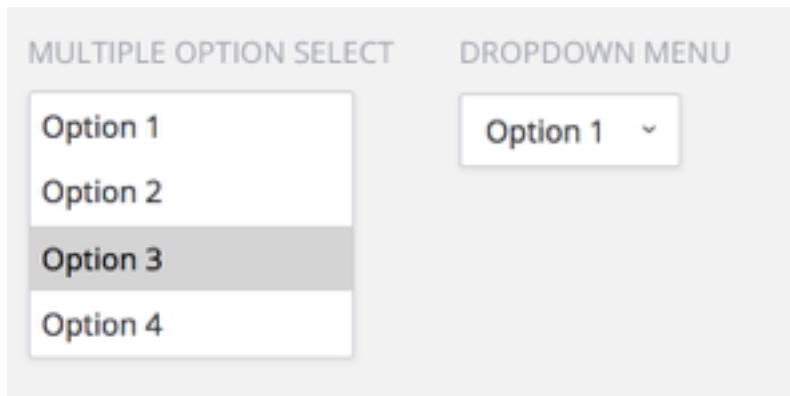 MULTIPLE OPTION SELECT
Option 1
Option 2
Option 3
Option 4
DROPDOWN MENU
Option 1